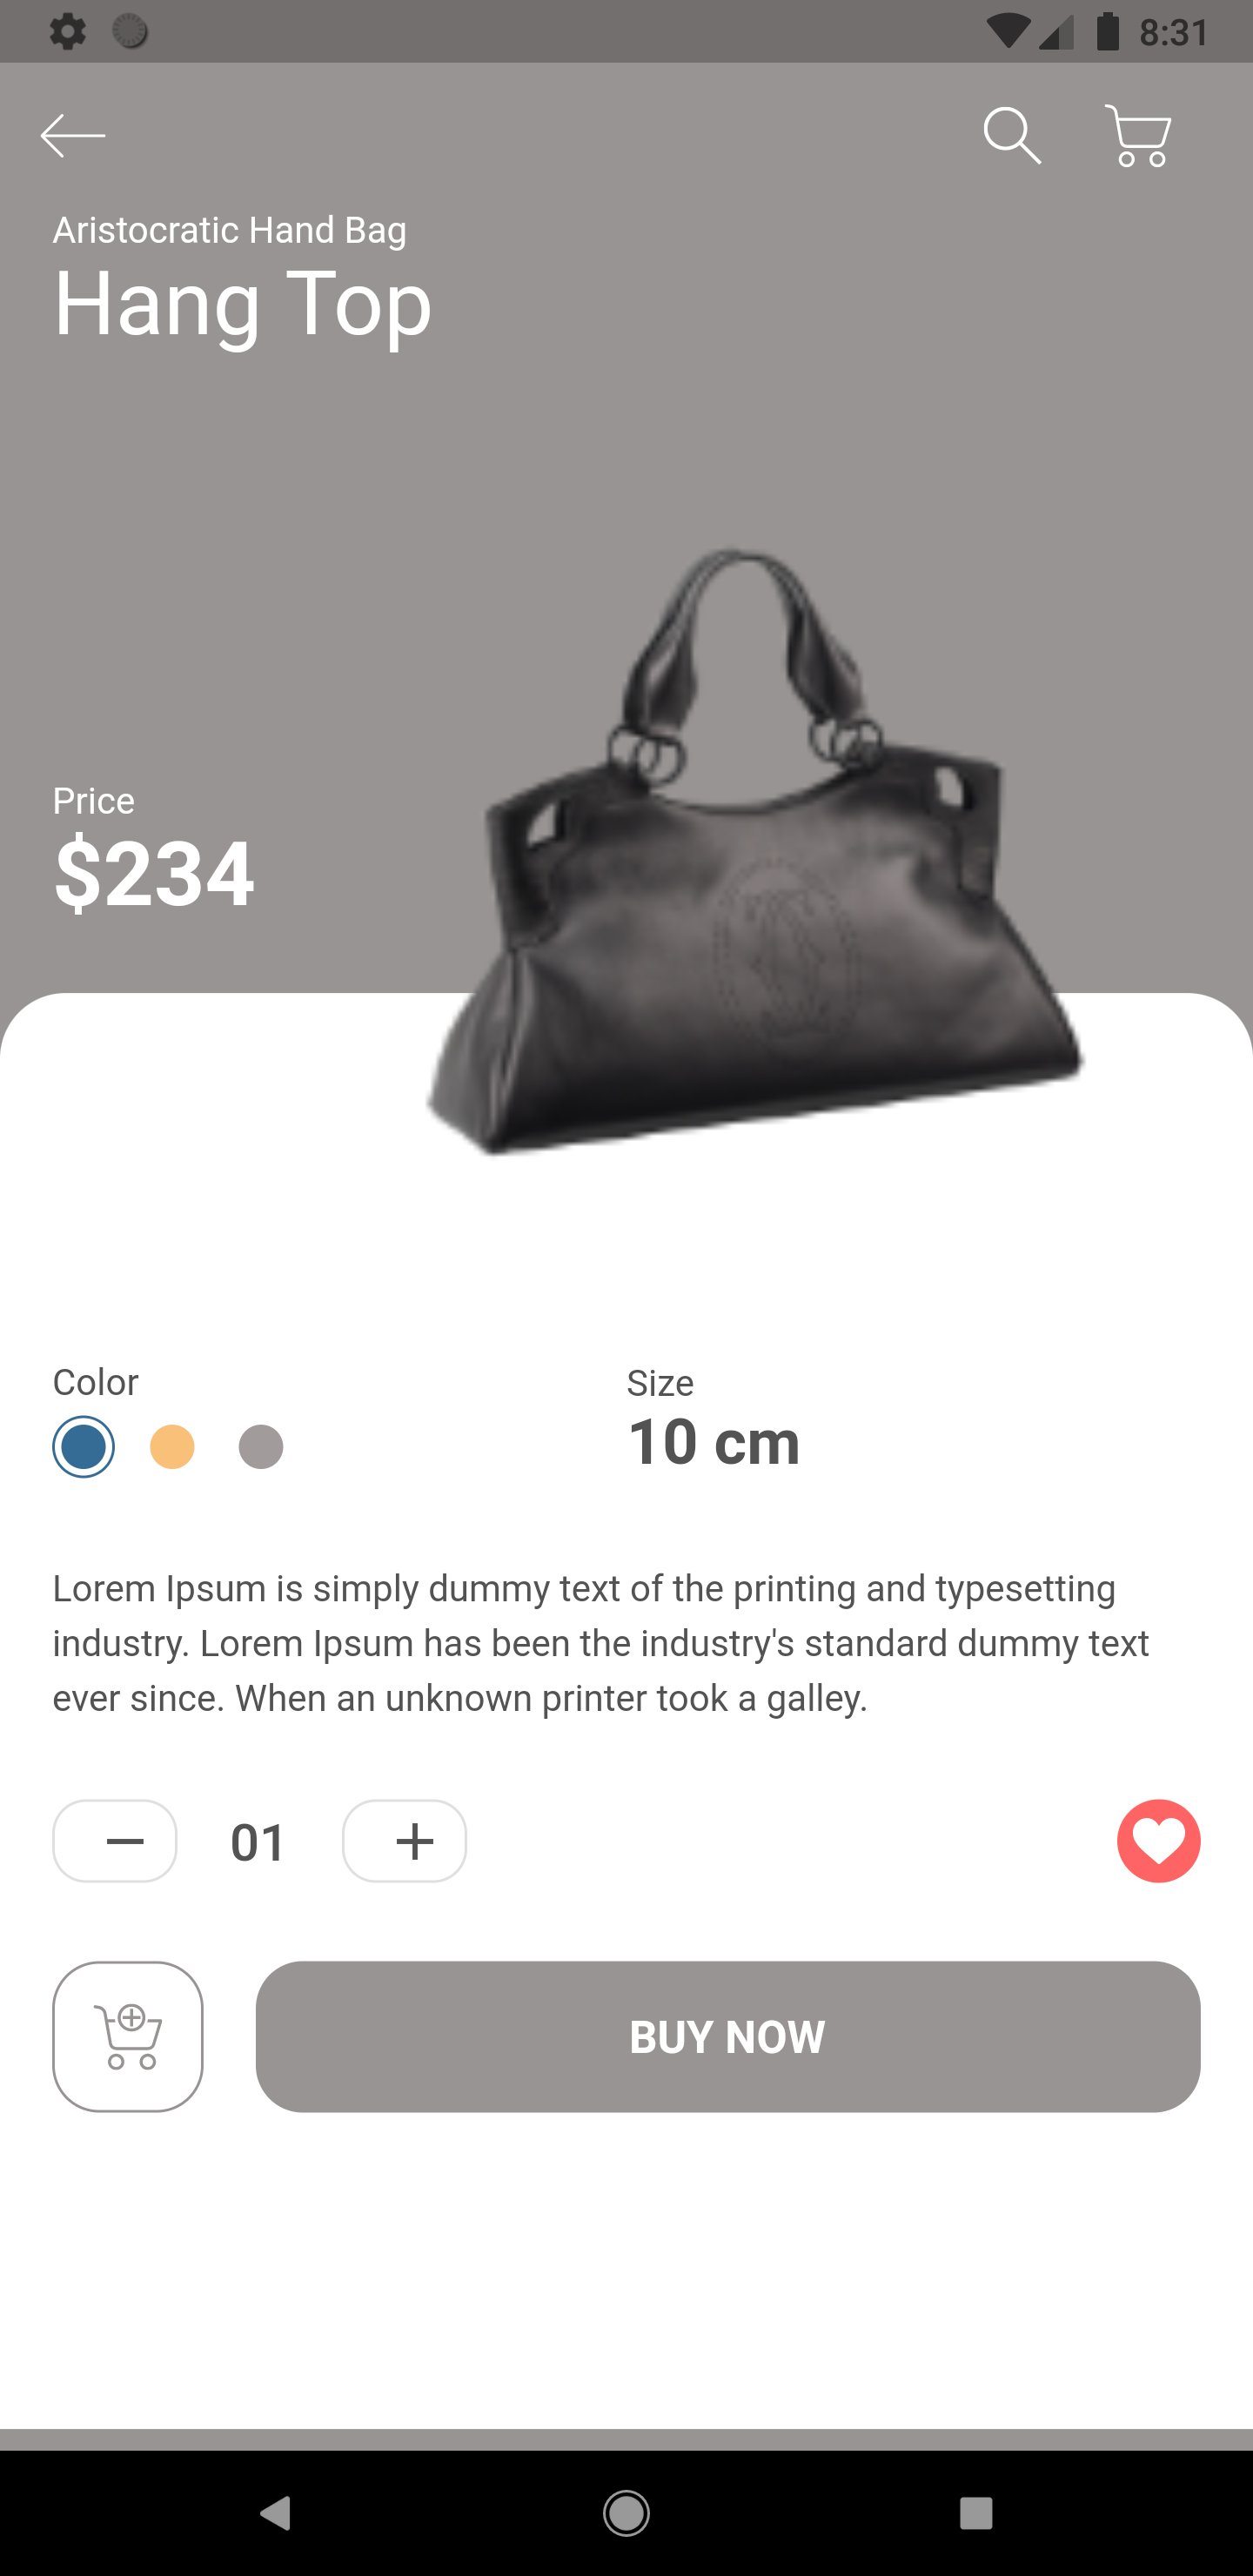 8:31
Aristocratic Hand Bag
Hang Top
Price
$234
Color
Size
10 cm
Lorem Ipsum is simply dummy text of the printing and typesetting
industry. Lorem Ipsum has been the industry's standard dummy text
ever since. When an unknown printer took a galley.
01
BUY NOW